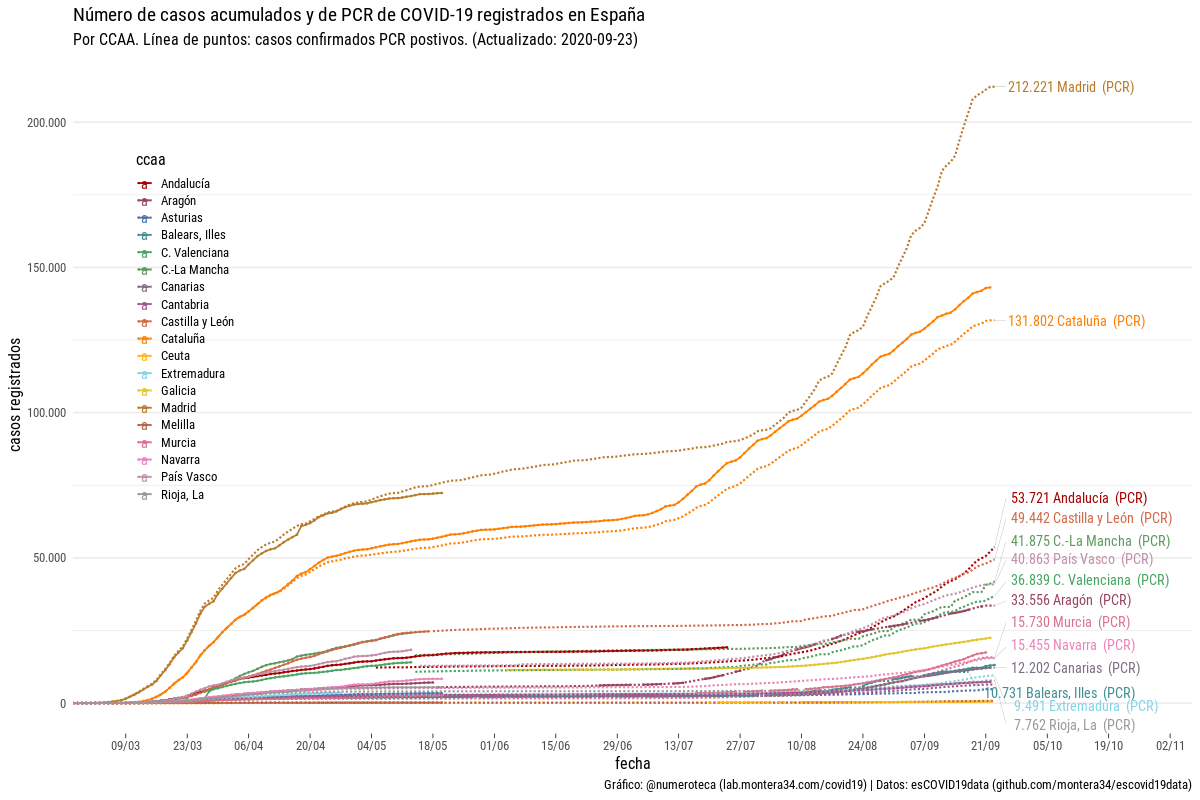 Número de casos acumulados y de PCR de COVID-19 registrados en España
Por CCAA. Línea de puntos: casos confirmados PCR postivos. (Actualizado: 2020-09-23)
casos registrados
200.000
150.000
100.000
50.000
0
ccaa
Andalucía
Aragón
Asturias
Balears, Illes
C. Valenciana
C.-La Mancha
Canarias
Cantabria
Castilla y León
Cataluña
Ceuta
Extremadura
Galicia
Madrid
Melilla
Murcia
Navarra
País Vasco
Rioja, La
212.221 Madrid (PCR)
131.802 Cataluña (PCR)
53.721 Andalucía (PCR)
49.442 Castilla y León (PCR)
41.875 C.-La Mancha (PCR)
40.863 País Vasco (PCR)
36.839 C. Valenciana (PCR)
33.556 Aragón (PCR)
15.730 Murcia (PCR)
15.455 Navarra (PCR)
12.202 Canarias (PCR)
10.731 Balears, Illes (PCR)
9.491 Extremadura (PCR)
7.762 Rioja, La (PCR)
09/03 23/03 06/04 20/04 04/05 18/05 01/06 15/06 29/06 13/07 27/07 10/08 24/08 07/09 21/09 05/10 19/10 02/11
fecha
Gráfico: @numeroteca (lab.montera34.com/covid19) | Datos: esCOVID19data (github.com/montera34/escovid19data)